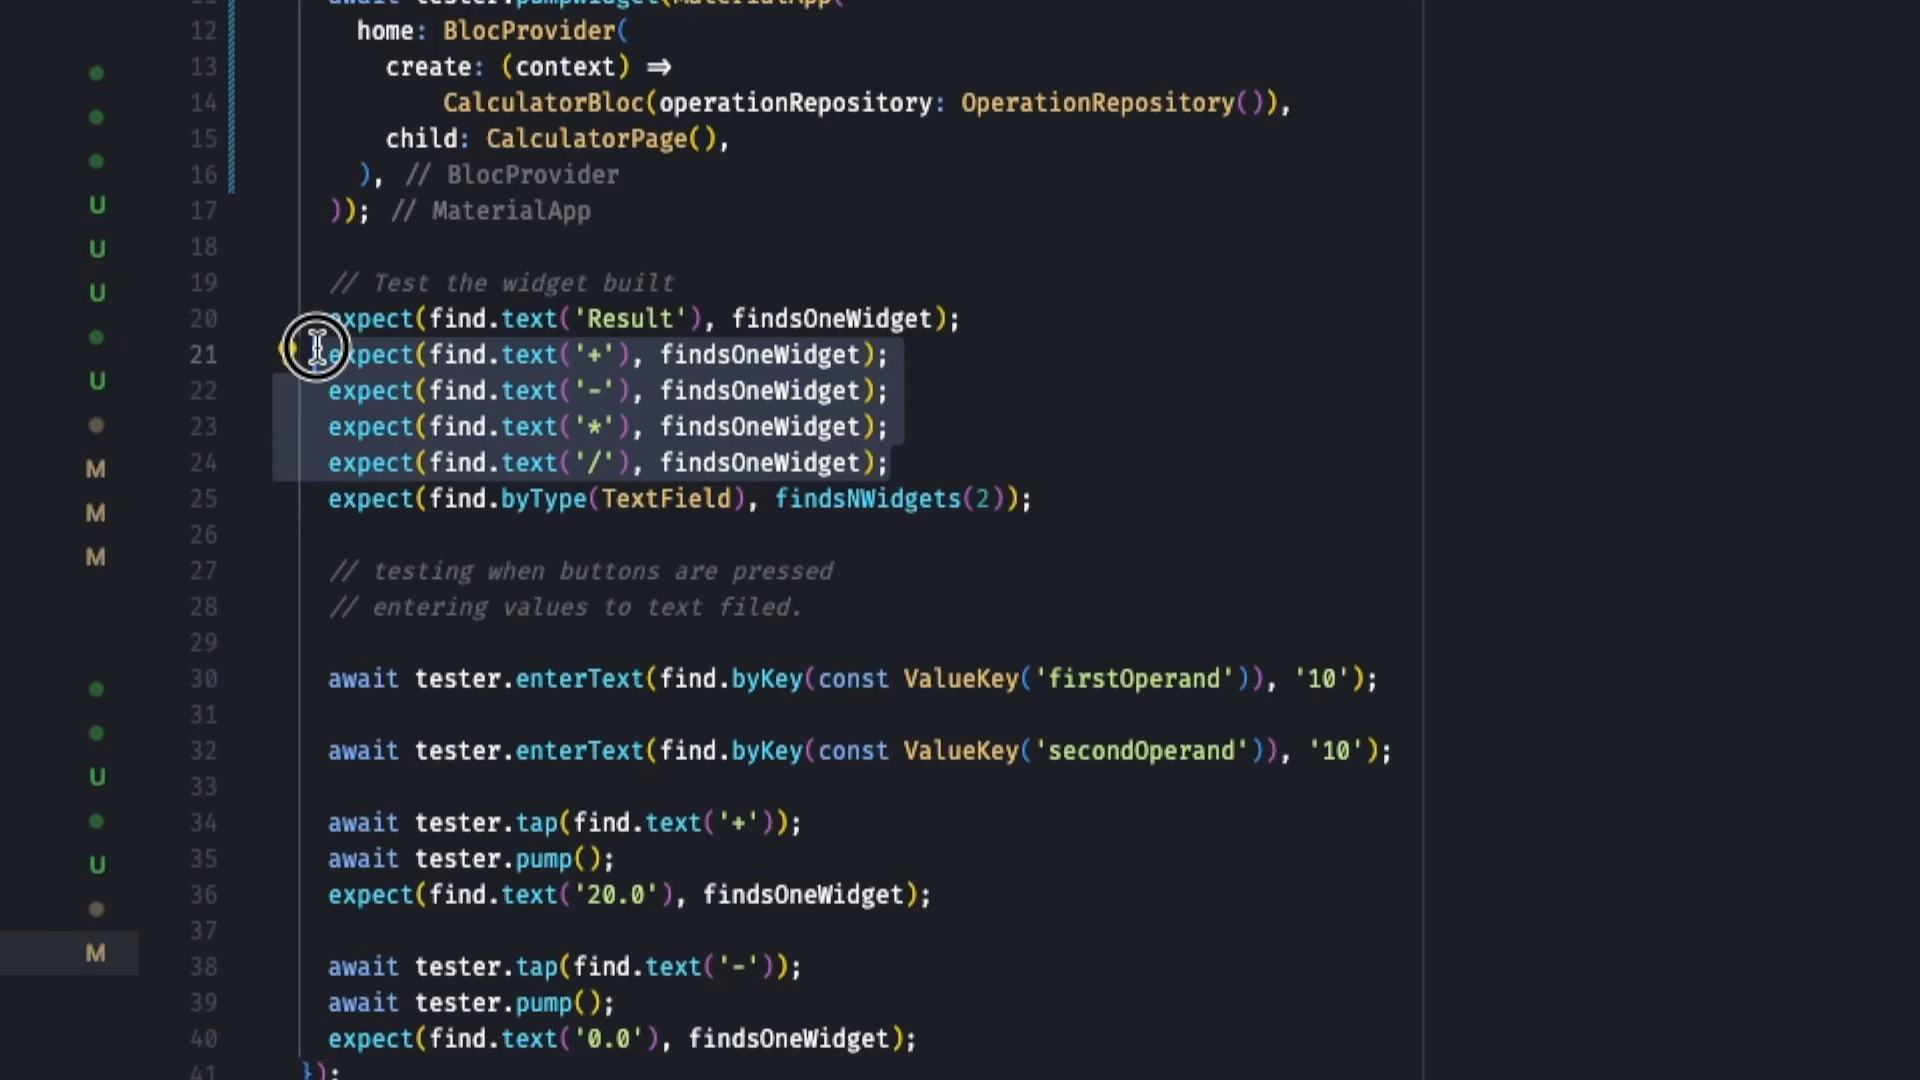 11 await tester.pumpWidget(MaterialApp(
12 home: BlocProvider(
13 create: (context) =>
14 CalculatorBloc(operationRepository: OperationRepository()),
15 child: CalculatorPage(),
16 ), // BlocProvider
17 )); // MaterialApp
18
19 // Test the widget built
20 expect(find.text('Result'), findsOneWidget);
21 expect(find.text('+'), findsOneWidget);
22 expect(find.text('-'), findsOneWidget);
23 expect(find.text('*'), findsOneWidget);
24 expect(find.text('/'), findsOneWidget);
25 expect(find.byType(TextField), findsNWidgets(2));
26
27 // testing when buttons are pressed
28 // entering values to text filed.
29
30 await tester.enterText(find.byKey(const ValueKey('firstOperand')), '10');
31
32 await tester.enterText(find.byKey(const ValueKey('secondOperand')), '10');
33
34 await tester.tap(find.text('+'));
35 await tester.pump();
36 expect(find.text('20.0'), findsOneWidget);
37
38 await tester.tap(find.text('-'));
39 await tester.pump();
40 expect(find.text('0.0'), findsOneWidget);
41 });
U
U
U
U
M
M
M
U
U
M